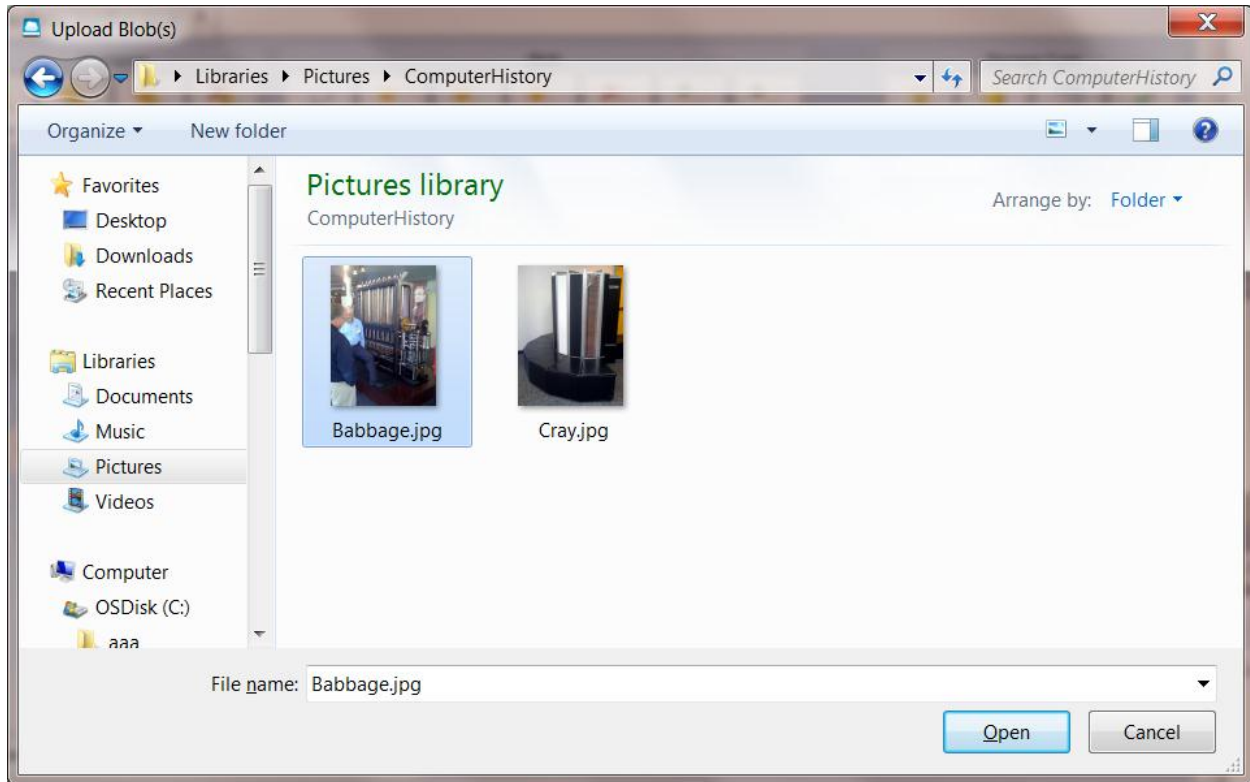 Upload Blob(s)
Libraries Pictures ComputerHistory
Search ComputerHistory
Organize
New folder
Favorites
Desktop
Downloads
Recent Places
Libraries
Documents
Music
Pictures
Videos
Computer
OSDisk (C:)
aaa
Pictures library
ComputerHistory
Arrange by: Folder
Babbage.jpg
Cray.jpg
File name: Babbage.jpg
Open
Cancel